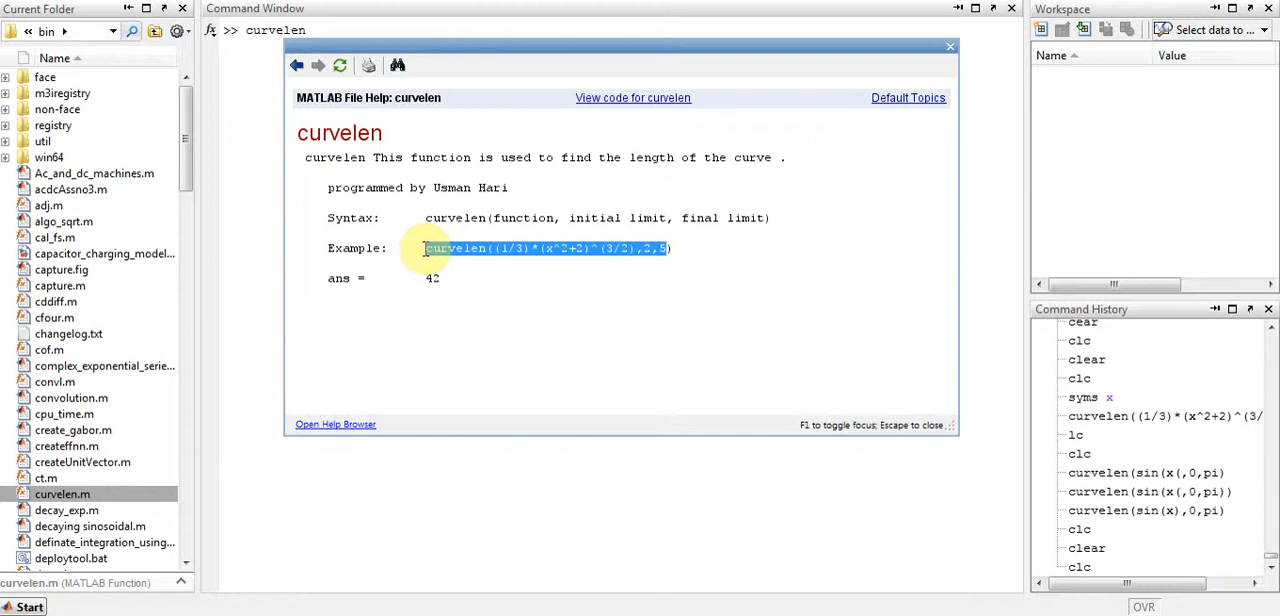 Current Folder
« bin
Name
face
m3iregistry
non-face
registry
util
win64
Ac_and_dc_machines.m
acdcAssno3.m
adj.m
algo_sqrt.m
cal_fs.m
capacitor_charging_model...
capture.fig
capture.m
cddiff.m
cfour.m
changelog.txt
cof.m
complex_exponential_serie...
convl.m
convolution.m
cpu_time.m
create_gabor.m
createffnn.m
createUnitVector.m
ct.m
curvelen.m
decay_exp.m
decaying sinosoidal.m
definate_integration_using...
deploytool.bat
curvelen.m (MATLAB Function)
Start
Command Window
fx >> curvelen
MATLAB File Help: curvelen
View code for curvelen
Default Topics
curvelen
curvelen This function is used to find the length of the curve .
programmed by Usman Hari
Syntax: curvelen(function, initial limit, final limit)
Example: curvelen((1/3)*(x^2+2)^(3/2),2,5)
ans = 42
Open Help Browser
F1 to toggle focus; Escape to close
Workspace
Select data to ...
Name
Value
Command History
cear
clc
clear
clc
syms x
curvelen((1/3)*(x^2+2)^(3/
lc
clc
curvelen(sin(x(,0,pi)
curvelen(sin(x(,0,pi))
curvelen(sin(x),0,pi)
clc
clear
clc
OVR